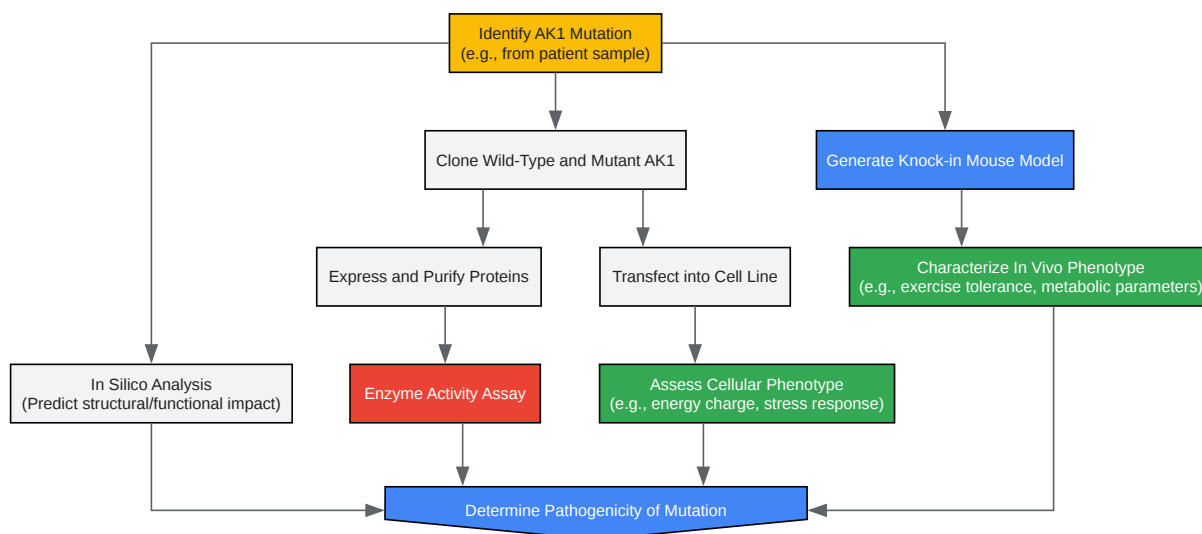 Identify AK1 Mutation
(e.g., from patient sample)
Clone Wild-Type and Mutant AK1
Generate Knock-in Mouse Model
Express and Purify Proteins
Transfect into Cell Line
Characterize In Vivo Phenotype
(e.g., exercise tolerance, metabolic parameters)
In Silico Analysis
(Predict structural/functional impact)
Enzyme Activity Assay
Assess Cellular Phenotype
(e.g., energy charge, stress response)
Determine Pathogenicity of Mutation